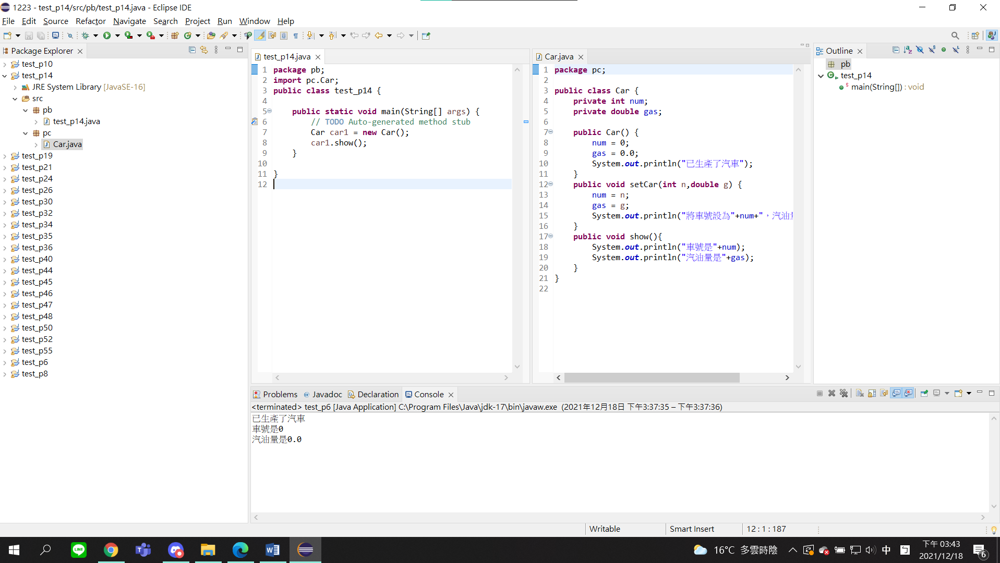 1223 - test_p14/src/pb/test_p14.java - Eclipse IDE
File Edit Source Refactor Navigate Search Project Run Window Help
Package Explorer
test_p10
test_p14
JRE System Library [JavaSE-16]
src
pb
test_p14.java
pc
Car.java
test_p19
test_p21
test_p24
test_p26
test_p30
test_p32
test_p34
test_p35
test_p36
test_p40
test_p44
test_p45
test_p46
test_p47
test_p48
test_p50
test_p52
test_p55
test_p6
test_p8
test_p14.java
1 package pb;
2 import pc.Car;
3 public class test_p14 {
4
5 public static void main(String[] args) {
6 // TODO Auto-generated method stub
7 Car car1 = new Car();
8 car1.show();
9 }
10
11 }
12
Car.java
1 package pc;
2
3 public class Car {
4 private int num;
5 private double gas;
6
7 public Car() {
8 num = 0;
9 gas = 0.0;
10 System.out.println("已生產了汽車");
11 }
12 public void setCar(int n,double g) {
13 num = n;
14 gas = g;
15 System.out.println("將車號設為"+num+"，汽油
16 }
17 public void show(){
18 System.out.println("車號是"+num);
19 System.out.println("汽油量是"+gas);
20 }
21 }
22
Outline
pb
test_p14
main(String[]) : void
Problems Javadoc Declaration Console
<terminated> test_p6 [Java Application] C:\Program Files\Java\jdk-17\bin\javaw.exe (2021年12月18日 下午3:37:35 – 下午3:37:36)
已生產了汽車
車號是0
汽油量是0.0
Writable Smart Insert 12 : 1 : 187
16°C 多雲時陰 中 下午 03:43
2021/12/18
6